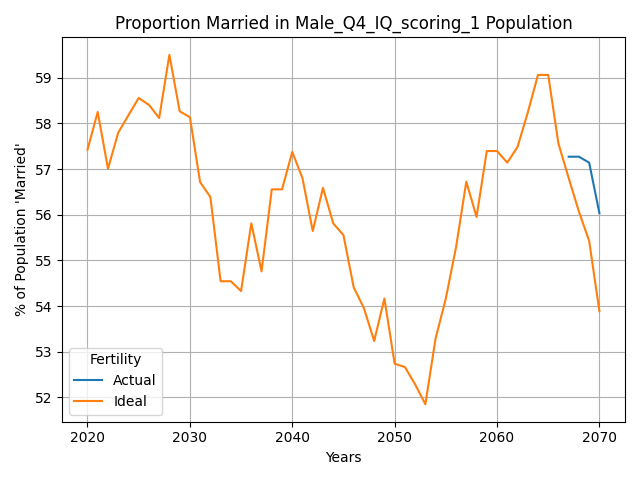 Proportion Married in Male_Q4_IQ_scoring_1 Population
% of Population 'Married'
59
58
57
56
55
54
53
52
Fertility
Actual
Ideal
2020 2030 2040 2050 2060 2070
Years